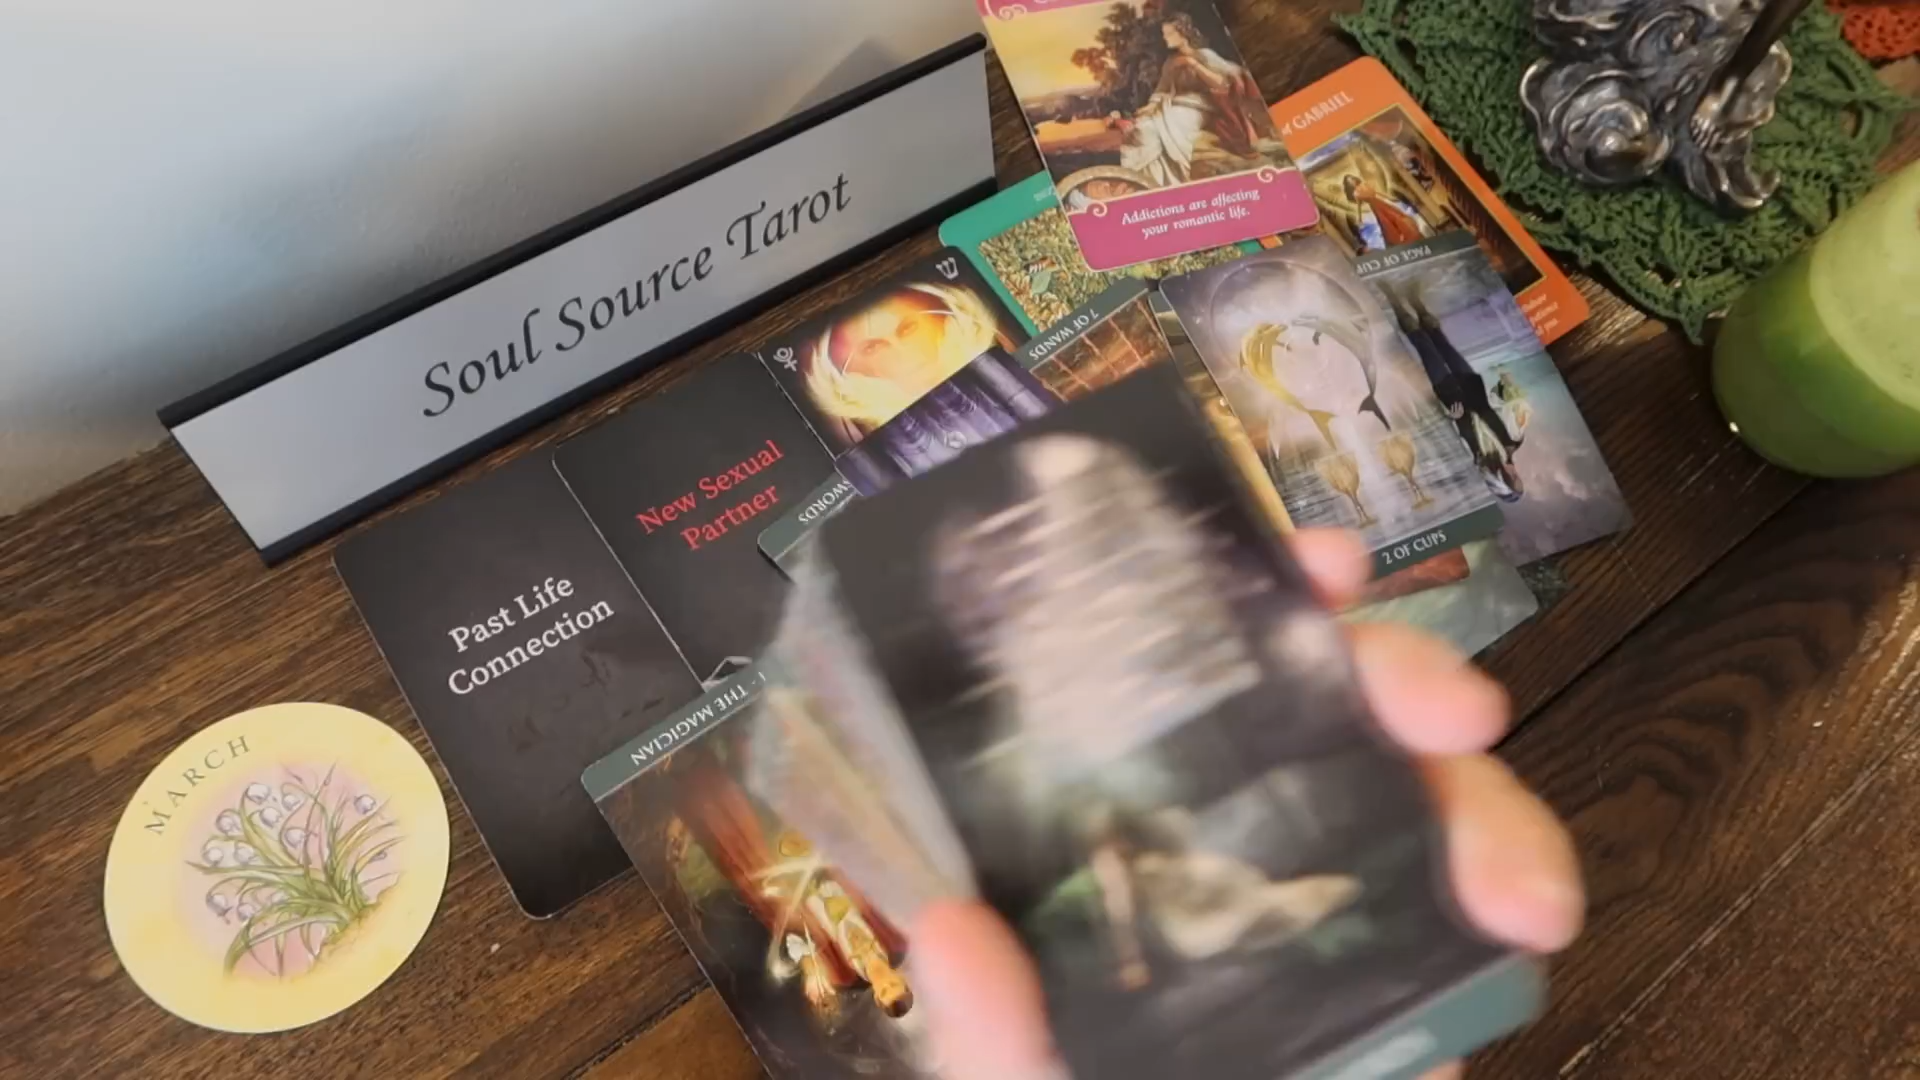 Soul Source Tarot
GABRIEL
Addictions are affecting
your romantic life.
PAGE OF CUP
7 OF WANDS
ש
New Sexual
Partner
SWORDS
2 OF CUPS
Past Life
Connection
I - THE MAGICIAN
MARCH